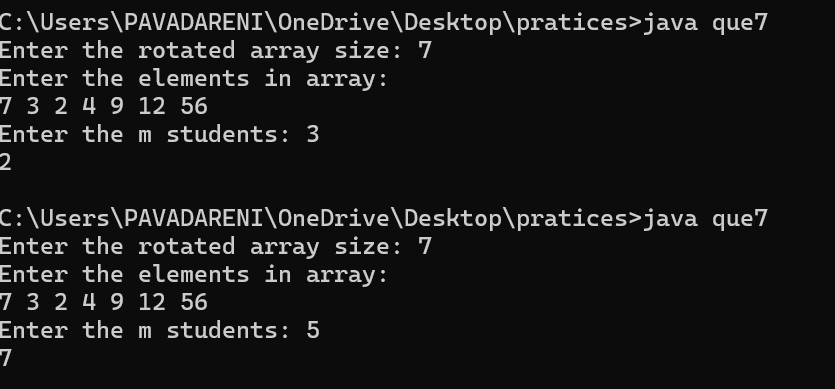 C:\Users\PAVADARENI\OneDrive\Desktop\pratices>java que7
Enter the rotated array size: 7
Enter the elements in array:
7 3 2 4 9 12 56
Enter the m students: 3
2
C:\Users\PAVADARENI\OneDrive\Desktop\pratices>java que7
Enter the rotated array size: 7
Enter the elements in array:
7 3 2 4 9 12 56
Enter the m students: 5
7